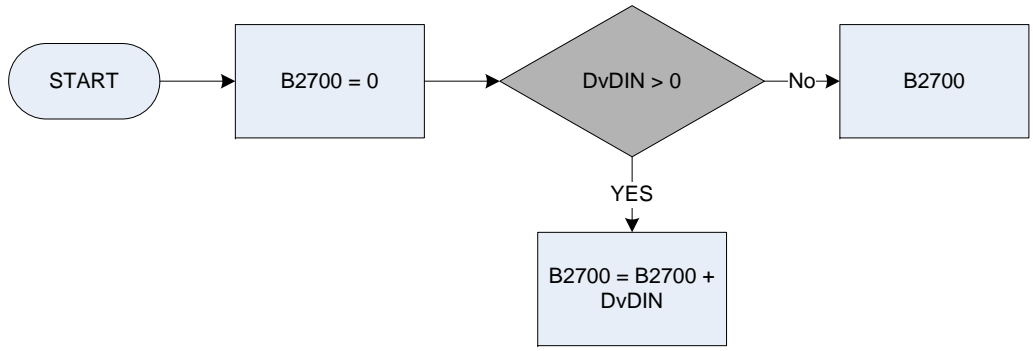 START
B2700 = 0
DvDIN > 0
No
B2700
YES
B2700 = B2700 +
DvDIN